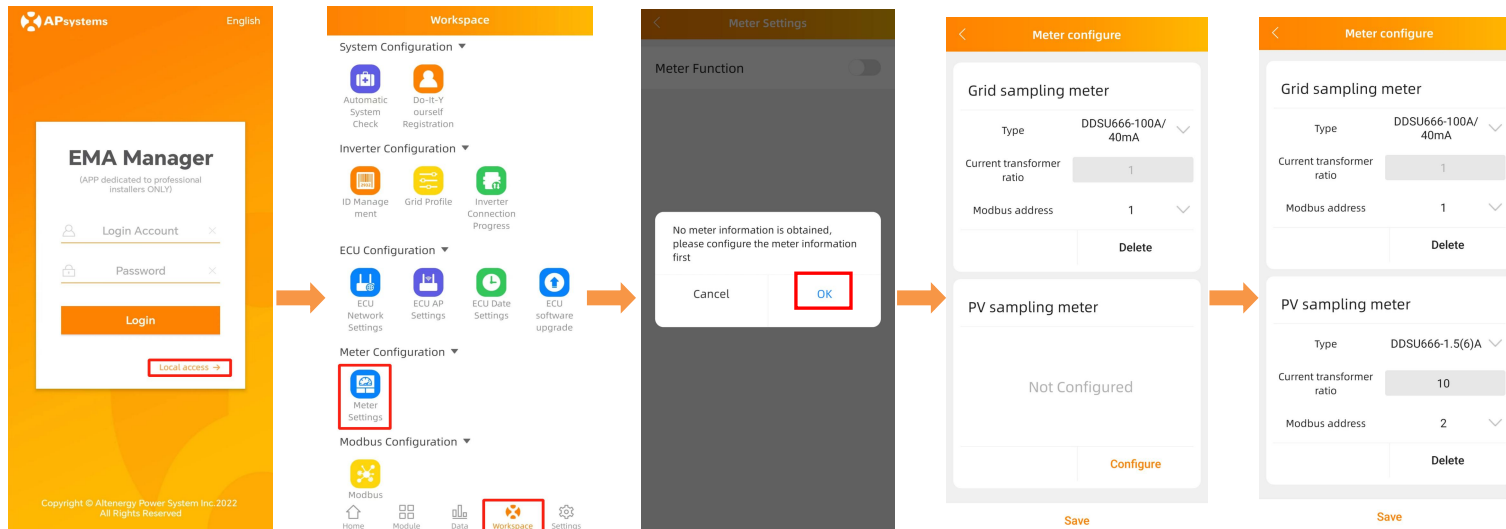 APsystems
English
EMA Manager
(APP dedicated to professional
installers ONLY)
Login Account
Password
Login
Local access →
Copyright © Altenergy Power System Inc.2022
All Rights Reserved
Workspace
System Configuration
Automatic
System
Check
Do-It-Y
ourself
Registration
Inverter Configuration
ID Manage
ment
Grid Profile
Inverter
Connection
Progress
ECU Configuration
ECU
Network
Settings
ECU AP
Settings
ECU Date
Settings
ECU
software
upgrade
Meter Configuration
Meter
Settings
Modbus Configuration
Modbus
Home
Module
Data
Workspace
Settings
Meter Settings
Meter Function
No meter information is obtained,
please configure the meter information
first
Cancel
OK
Meter configure
Grid sampling meter
Type
DDSU666-100A/
40mA
Current transformer
ratio
1
Modbus address
1
Delete
PV sampling meter
Not Configured
Configure
Save
Meter configure
Grid sampling meter
Type
DDSU666-100A/
40mA
Current transformer
ratio
1
Modbus address
1
Delete
PV sampling meter
Type
DDSU666-1.5(6)A
Current transformer
ratio
10
Modbus address
2
Delete
Save